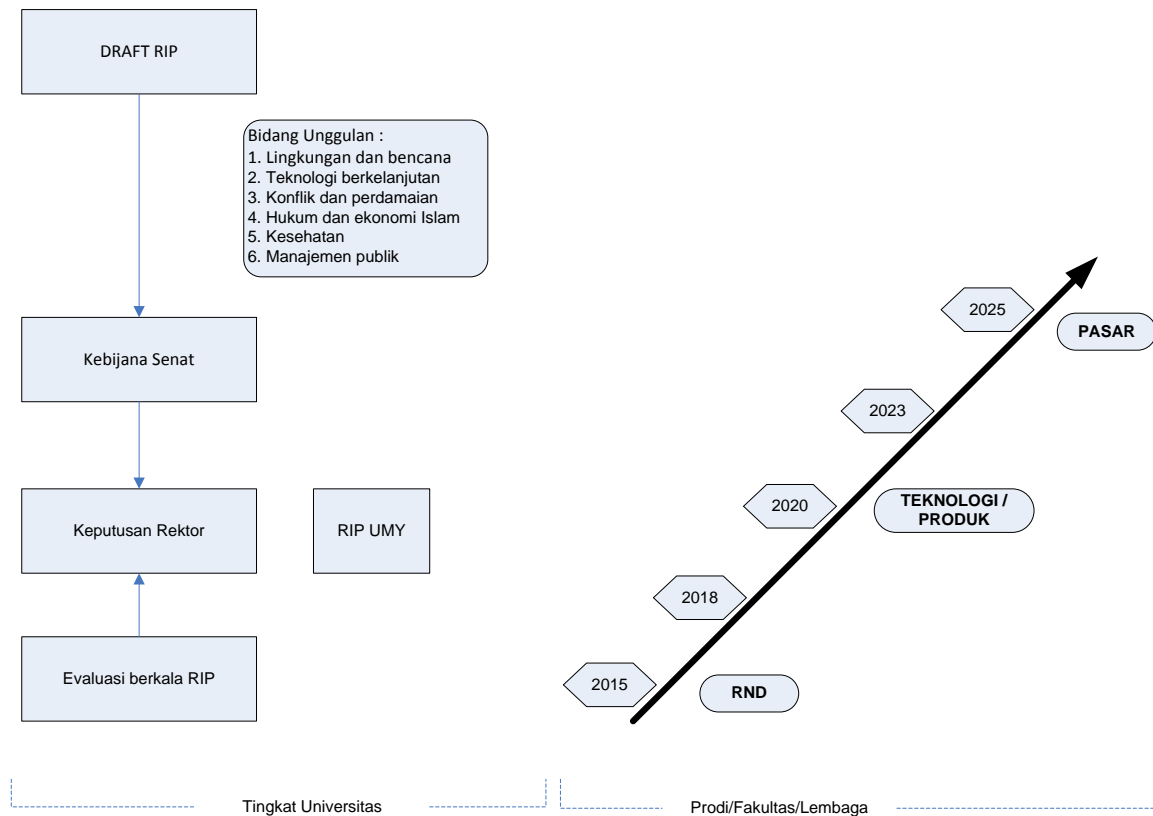 DRAFT RIP
Bidang Unggulan :
1. Lingkungan dan bencana
2. Teknologi berkelanjutan
3. Konflik dan perdamaian
4. Hukum dan ekonomi Islam
5. Kesehatan
6. Manajemen publik
Kebijana Senat
Keputusan Rektor
RIP UMY
Evaluasi berkala RIP
2025
PASAR
2023
2020
TEKNOLOGI /
PRODUK
2018
2015
RND
Tingkat Universitas
Prodi/Fakultas/Lembaga